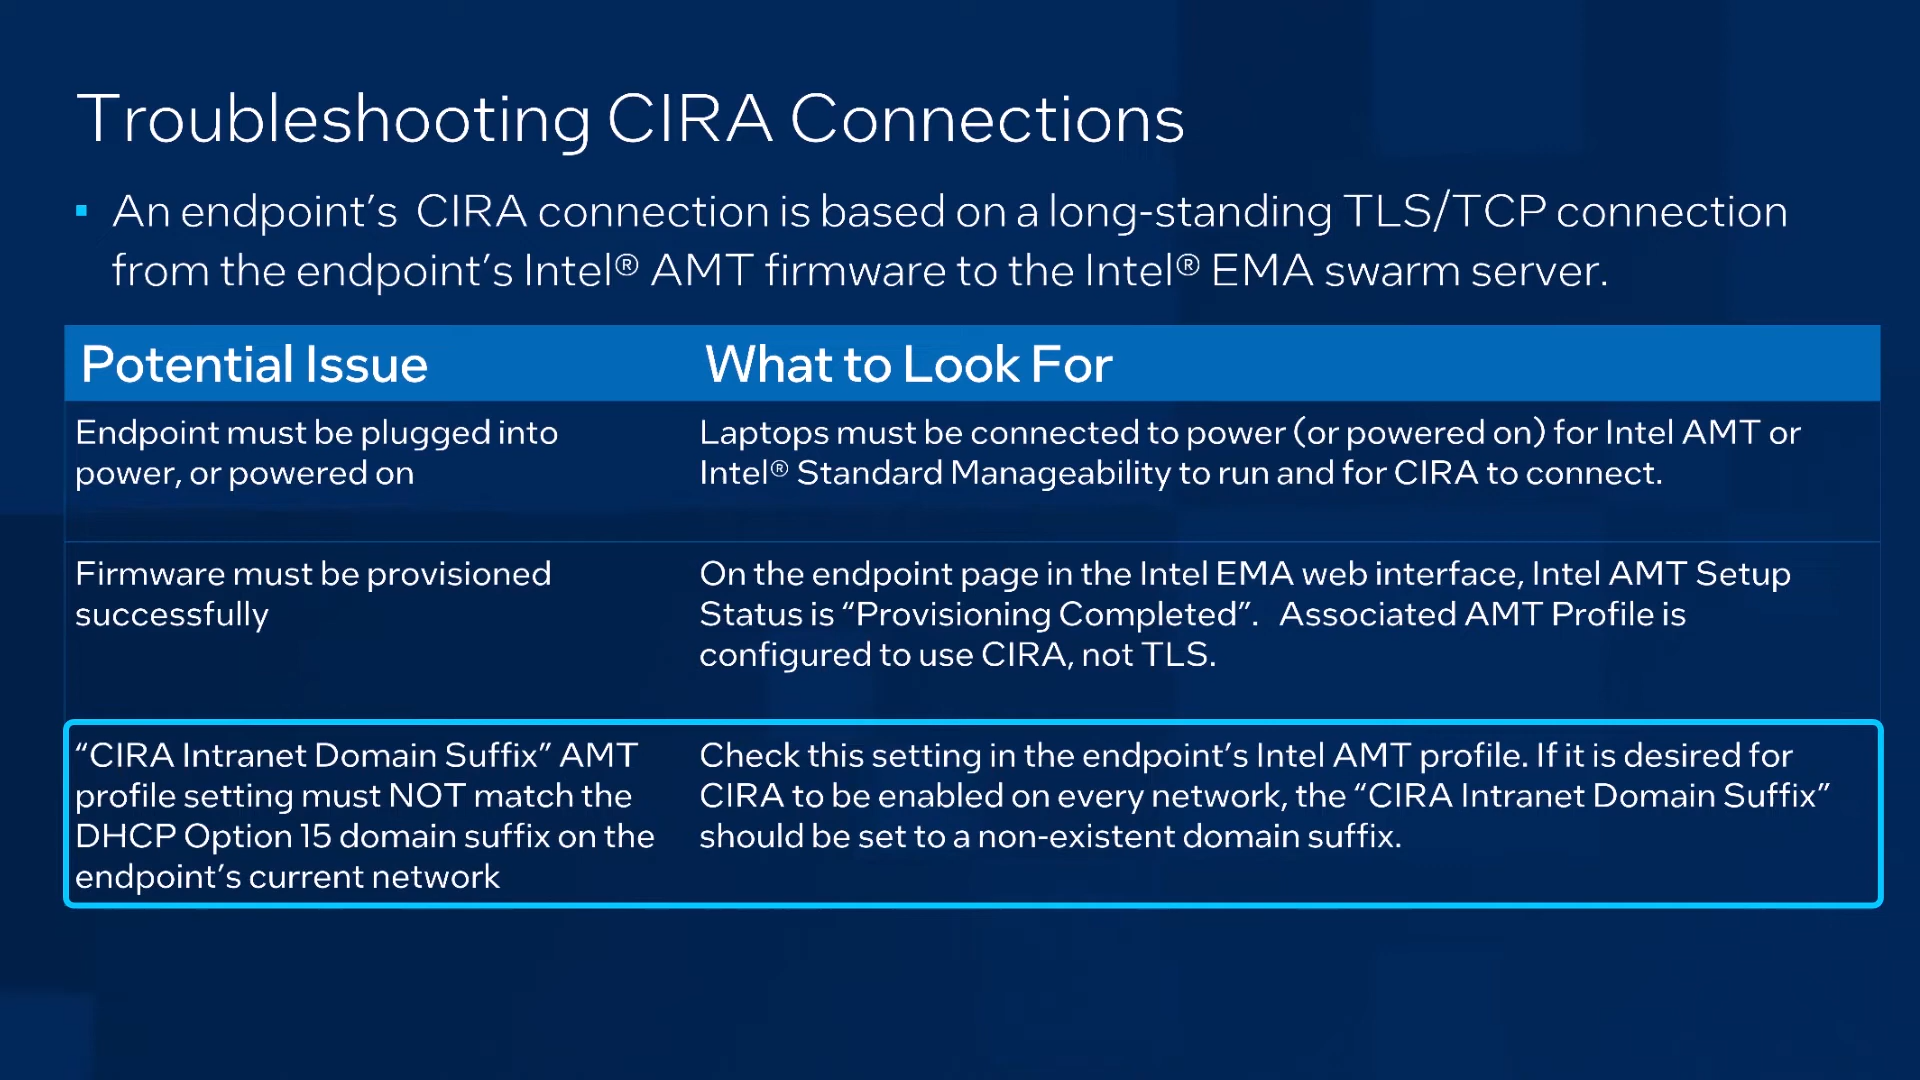 Troubleshooting CIRA Connections
▪ An endpoint’s  CIRA connection is based on a long-standing TLS/TCP connection
from the endpoint’s Intel® AMT firmware to the Intel® EMA swarm server.
Potential Issue
What to Look For
Endpoint must be plugged into
power, or powered on
Laptops must be connected to power (or powered on) for Intel AMT or
Intel® Standard Manageability to run and for CIRA to connect.
Firmware must be provisioned
successfully
On the endpoint page in the Intel EMA web interface, Intel AMT Setup
Status is “Provisioning Completed”.  Associated AMT Profile is
configured to use CIRA, not TLS.
“CIRA Intranet Domain Suffix” AMT
profile setting must NOT match the
DHCP Option 15 domain suffix on the
endpoint’s current network
Check this setting in the endpoint’s Intel AMT profile. If it is desired for
CIRA to be enabled on every network, the “CIRA Intranet Domain Suffix”
should be set to a non-existent domain suffix.